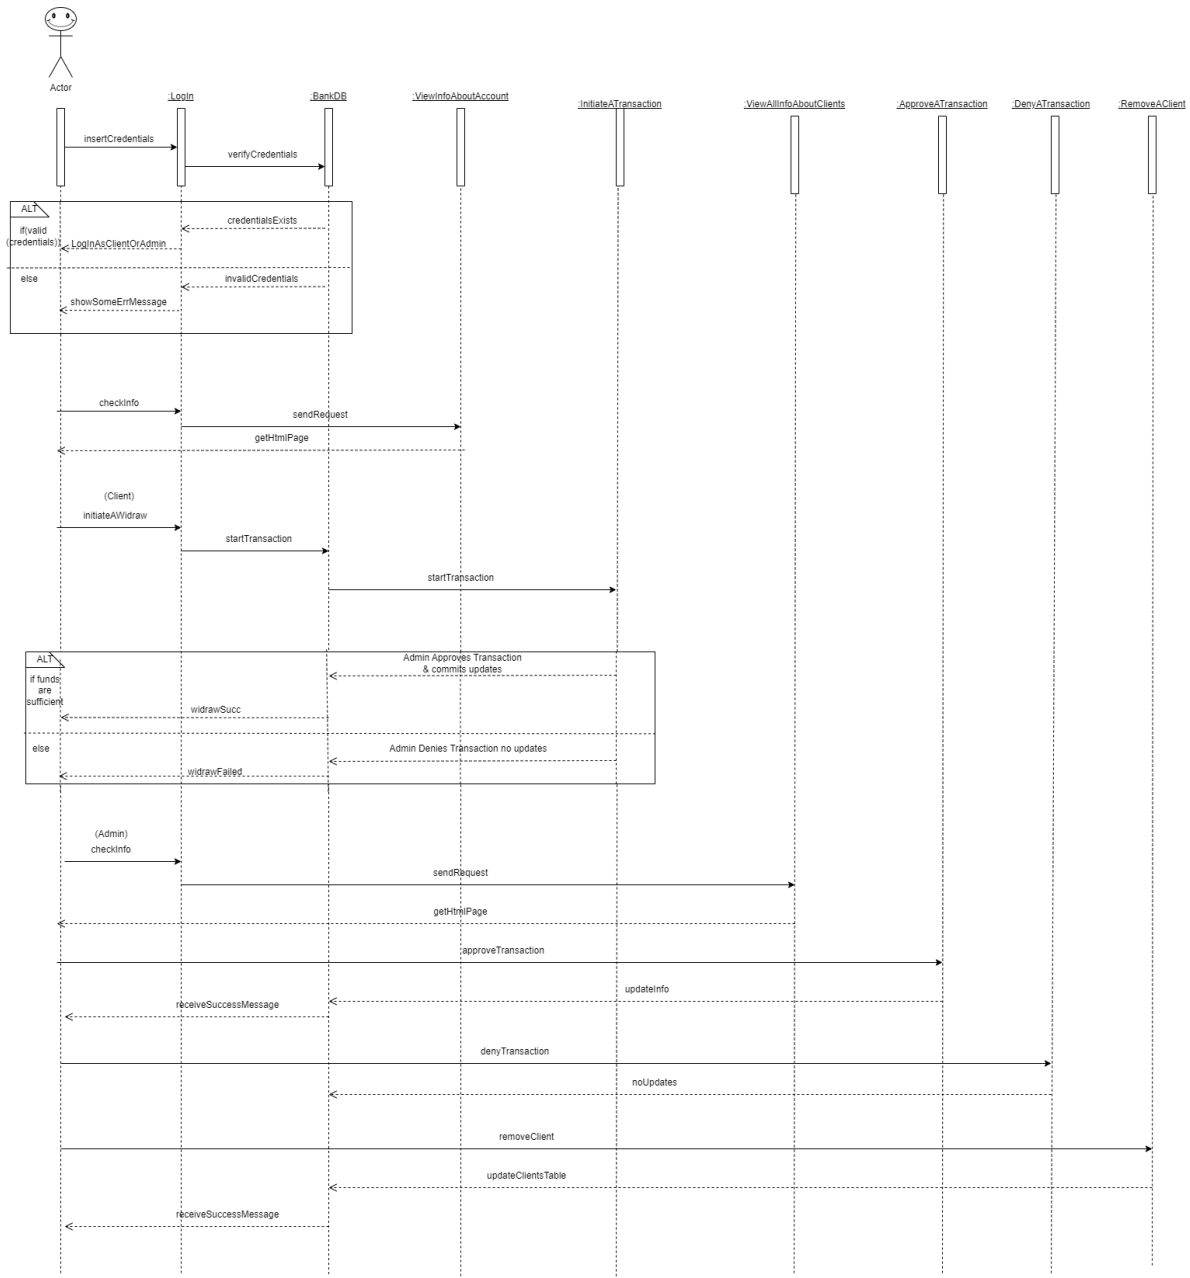 Actor
:LogIn
:BankDB
:ViewInfoAboutAccount
:InitiateATransaction
:ViewAllInfoAboutClients
:ApproveATransaction
:DenyATransaction
:RemoveAClient
insertCredentials
verifyCredentials
ALT
if(valid
(credentials))
credentialsExists
LogInAsClientOrAdmin
else
invalidCredentials
showSomeErrMessage
checkInfo
sendRequest
getHtmlPage
(Client)
initiateAWidraw
startTransaction
startTransaction
ALT
if funds
are
sufficient
Admin Approves Transaction
& commits updates
widrawSucc
else
Admin Denies Transaction no updates
widrawFailed
(Admin)
checkInfo
sendRequest
getHtmlPage
approveTransaction
updateInfo
receiveSuccessMessage
denyTransaction
noUpdates
removeClient
updateClientsTable
receiveSuccessMessage